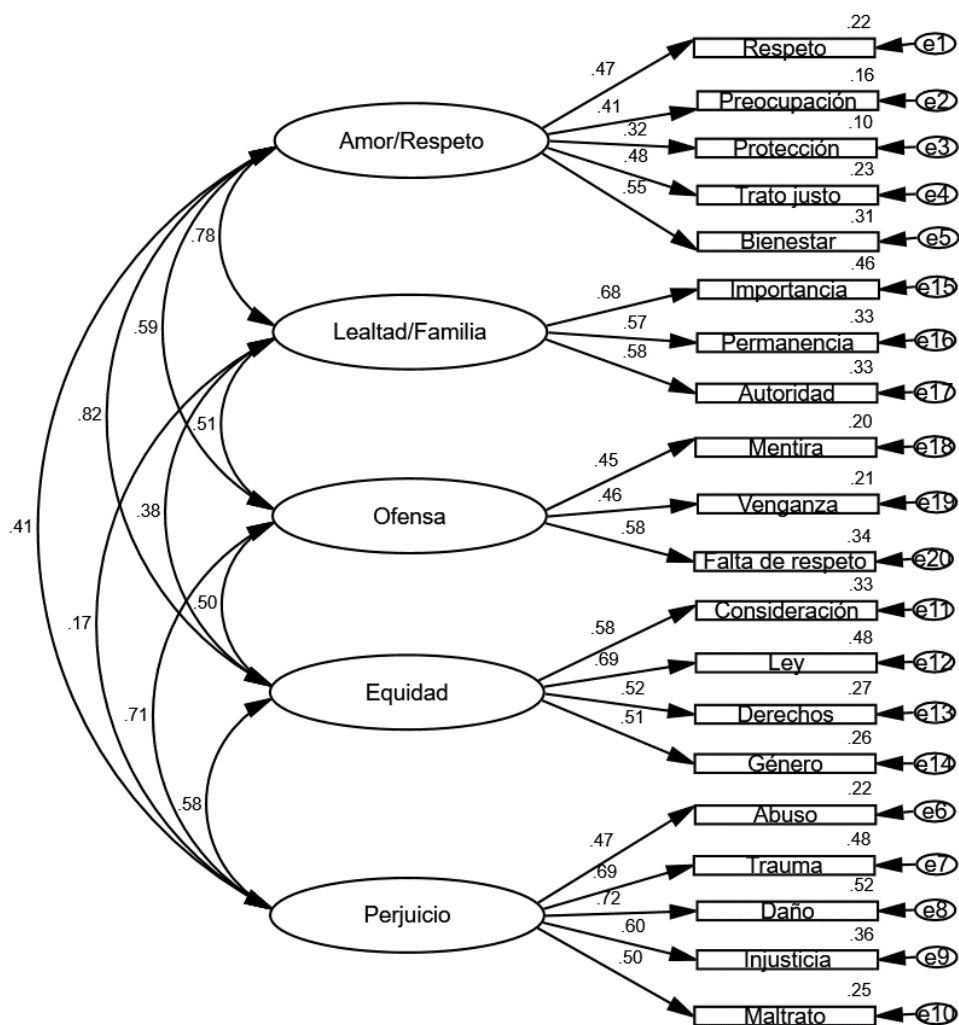 .22
Respeto
e1
.47
.16
Preocupación
e2
.41
.10
Protección
e3
.32
.23
Trato justo
e4
.48
.31
Bienestar
e5
.55
Amor/Respeto
.46
Importancia
e15
.68
.33
Permanencia
e16
.57
.33
Autoridad
e17
.58
Lealtad/Familia
.20
Mentira
e18
.45
.21
Venganza
e19
.46
.34
Falta de respeto
e20
.58
Ofensa
.33
Consideración
e11
.58
.48
Ley
e12
.69
.27
Derechos
e13
.52
.26
Género
e14
.51
Equidad
.22
Abuso
e6
.47
.48
Trauma
e7
.69
.52
Daño
e8
.72
.36
Injusticia
e9
.60
.25
Maltrato
e10
.50
Perjuicio
.78
.59
.82
.51
.41
.38
.50
.17
.71
.58